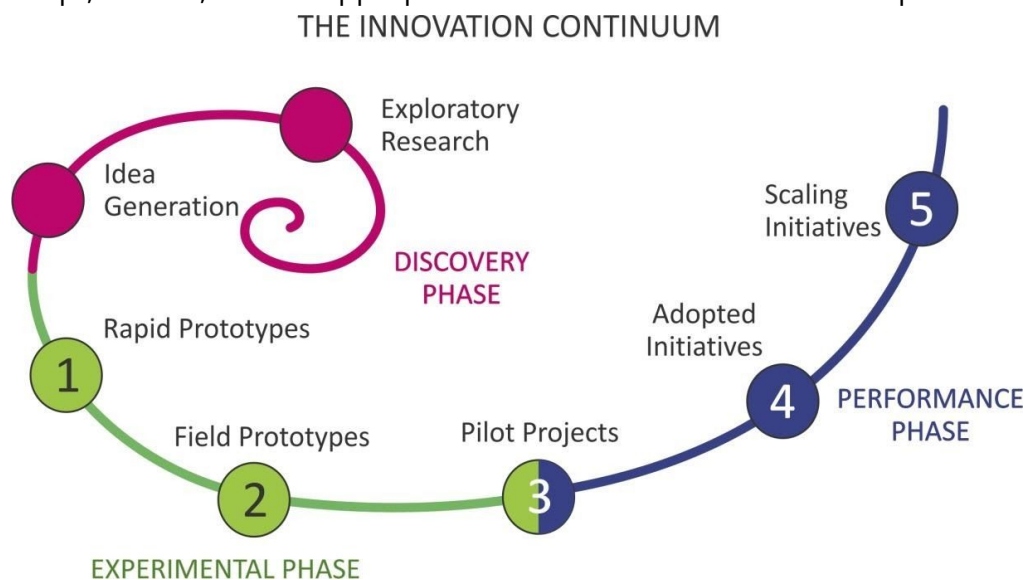 THE INNOVATION CONTINUUM
Exploratory
Research
Idea
Generation
DISCOVERY
PHASE
Rapid Prototypes
1
Field Prototypes
2
EXPERIMENTAL PHASE
Pilot Projects
3
Adopted
Initiatives
4
PERFORMANCE
PHASE
Scaling
Initiatives
5